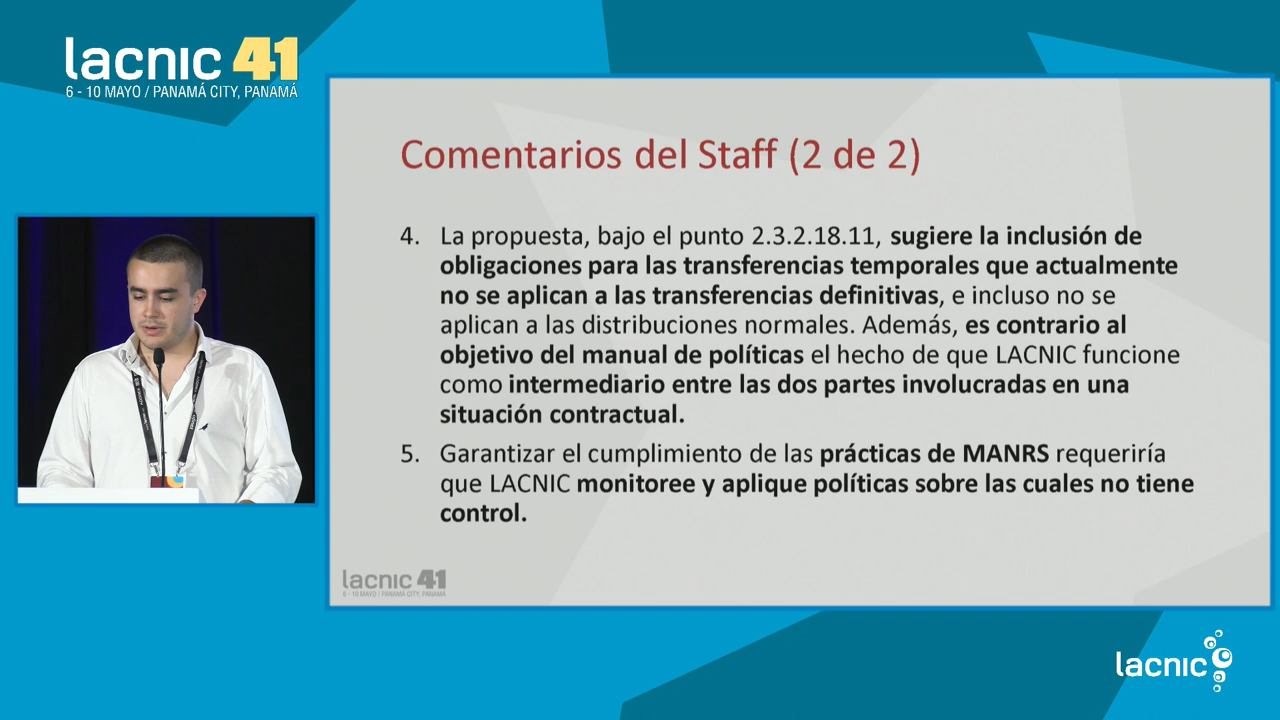 lacnic 41
6 - 10 MAYO / PANAMÁ CITY, PANAMÁ
Comentarios del Staff (2 de 2)
4. La propuesta, bajo el punto 2.3.2.18.11, sugiere la inclusión de
obligaciones para las transferencias temporales que actualmente
no se aplican a las transferencias definitivas, e incluso no se
aplican a las distribuciones normales. Además, es contrario al
objetivo del manual de políticas el hecho de que LACNIC funcione
como intermediario entre las dos partes involucradas en una
situación contractual.
5. Garantizar el cumplimiento de las prácticas de MANRS requeriría
que LACNIC monitoree y aplique políticas sobre las cuales no tiene
control.
lacnic 41
6 - 10 MAYO / PANAMÁ CITY, PANAMÁ
lacnic